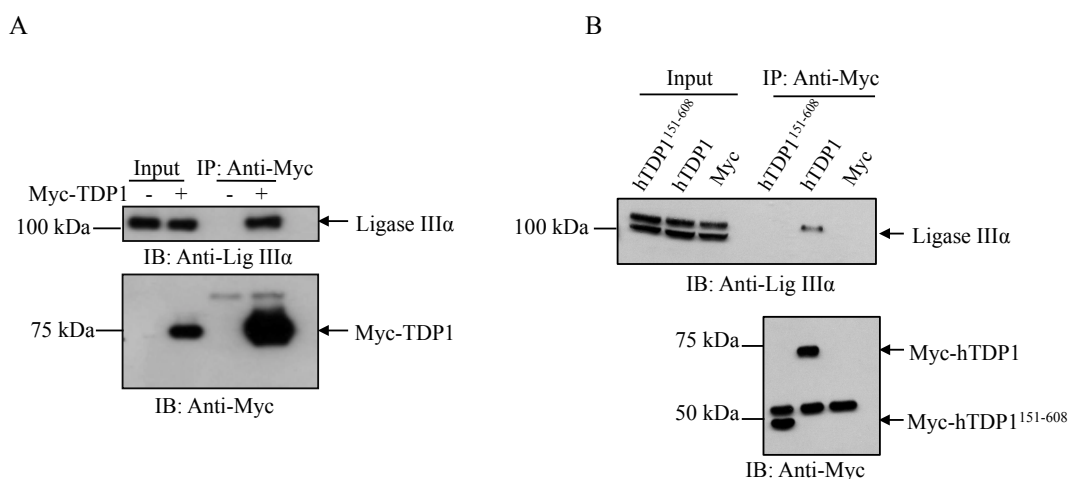 A
Input IP: Anti-Myc
Myc-TDP1 - + - +
100 kDa
Ligase IIIα
IB: Anti-Lig IIIα
75 kDa
Myc-TDP1
IB: Anti-Myc
B
Input IP: Anti-Myc
hTDP1151-608 hTDP1 Myc hTDP1151-608 hTDP1 Myc
100 kDa
Ligase IIIα
IB: Anti-Lig IIIα
75 kDa
Myc-hTDP1
50 kDa
Myc-hTDP1151-608
IB: Anti-Myc